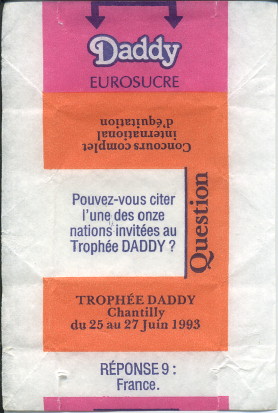 Daddy
EUROSUCRE
Concours complet
international
d'équitation
Pouvez-vous citer
l'une des onze
nations invitées au
Trophée DADDY ?
Question
TROPHÉE DADDY
Chantilly
du 25 au 27 Juin 1993
RÉPONSE 9 :
France.